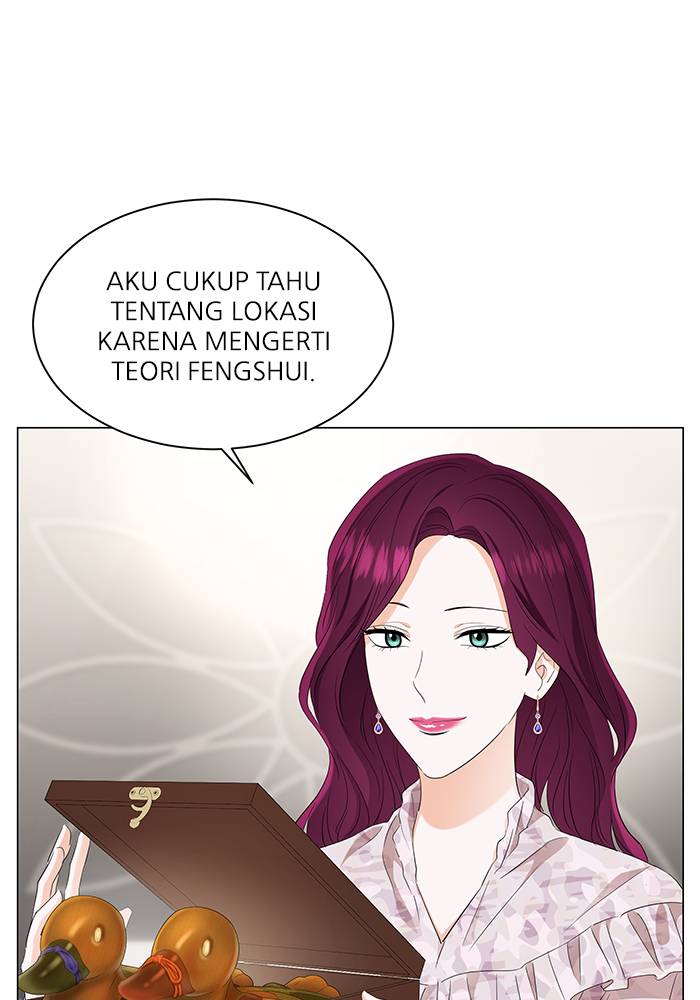 AKU CUKUP TAHU
TENTANG LOKASI
KARENA MENGERTI
TEORI FENGSHUI.